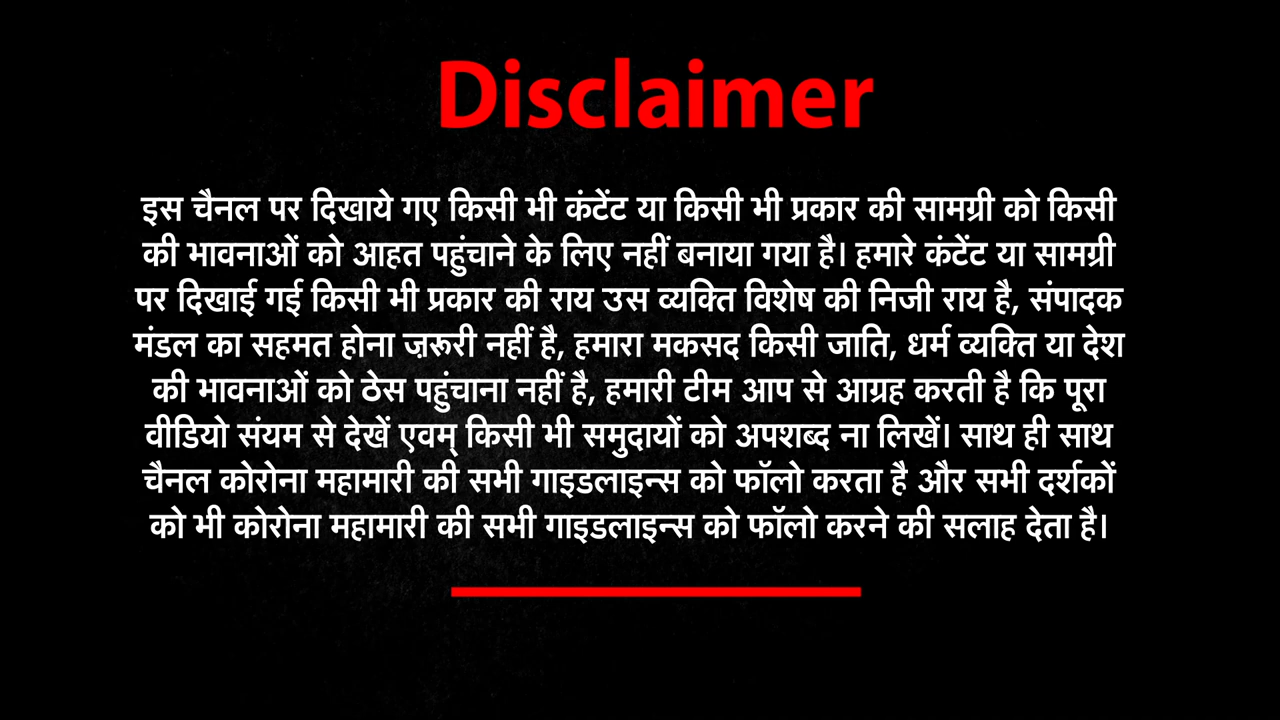 Disclaimer
इस चैनल पर दिखाये गए किसी भी कंटेंट या किसी भी प्रकार की सामग्री को किसी
की भावनाओं को आहत पहुंचाने के लिए नहीं बनाया गया है। हमारे कंटेंट या सामग्री
पर दिखाई गई किसी भी प्रकार की राय उस व्यक्ति विशेष की निजी राय है, संपादक
मंडल का सहमत होना ज़रूरी नहीं है, हमारा मकसद किसी जाति, धर्म व्यक्ति या देश
की भावनाओं को ठेस पहुंचाना नहीं है, हमारी टीम आप से आग्रह करती है कि पूरा
वीडियो संयम से देखें एवम् किसी भी समुदायों को अपशब्द ना लिखें। साथ ही साथ
चैनल कोरोना महामारी की सभी गाइडलाइन्स को फॉलो करता है और सभी दर्शकों
को भी कोरोना महामारी की सभी गाइडलाइन्स को फॉलो करने की सलाह देता है।